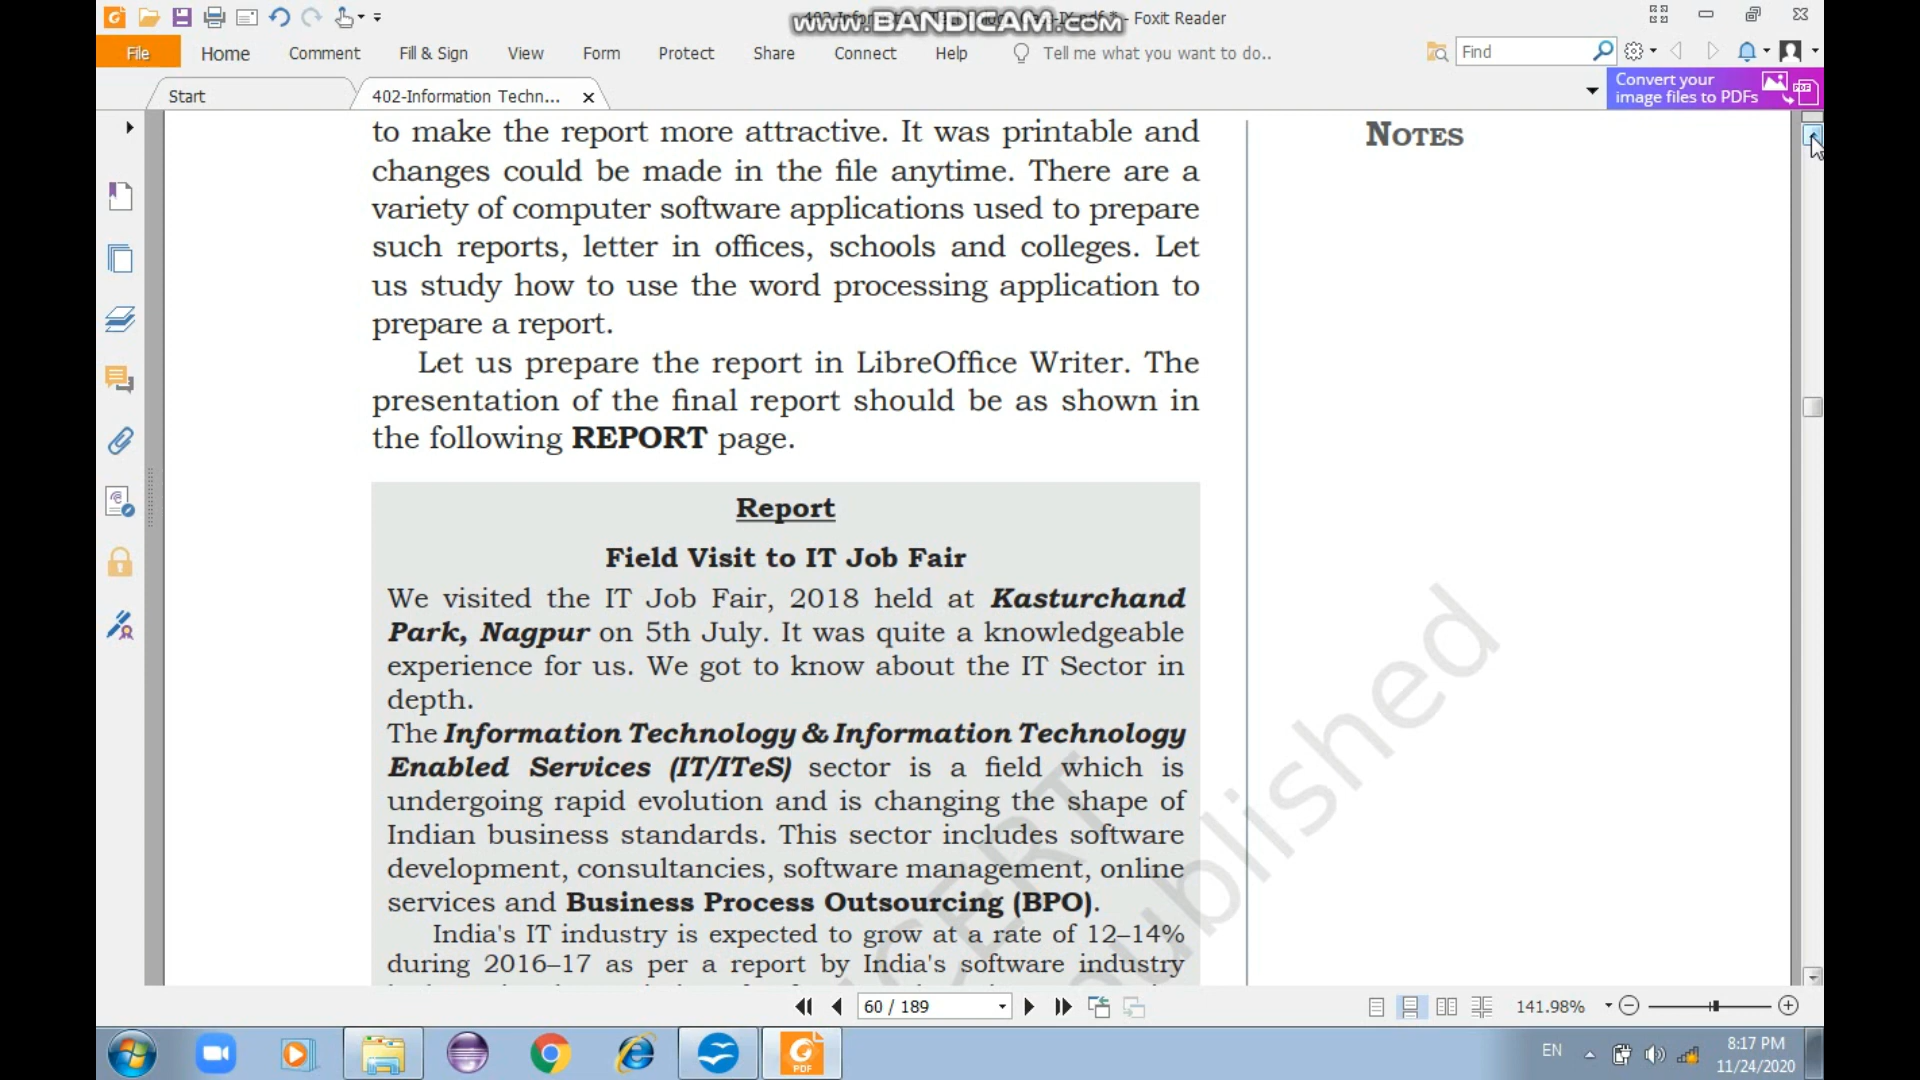 www.BANDICAM.com
- Foxit Reader
File Home Comment Fill & Sign View Form Protect Share Connect Help Tell me what you want to do.. Find
Start 402-Information Techn...
Convert your
image files to PDFs
to make the report more attractive. It was printable and
changes could be made in the file anytime. There are a
variety of computer software applications used to prepare
such reports, letter in offices, schools and colleges. Let
us study how to use the word processing application to
prepare a report.
Let us prepare the report in LibreOffice Writer. The
presentation of the final report should be as shown in
the following REPORT page.
NOTES
Report
Field Visit to IT Job Fair
We visited the IT Job Fair, 2018 held at Kasturchand
Park, Nagpur on 5th July. It was quite a knowledgeable
experience for us. We got to know about the IT Sector in
depth.
The Information Technology & Information Technology
Enabled Services (IT/ITeS) sector is a field which is
undergoing rapid evolution and is changing the shape of
Indian business standards. This sector includes software
development, consultancies, software management, online
services and Business Process Outsourcing (BPO).
India's IT industry is expected to grow at a rate of 12–14%
during 2016–17 as per a report by India's software industry
published
60 / 189
141.98%
EN
8:17 PM
11/24/2020